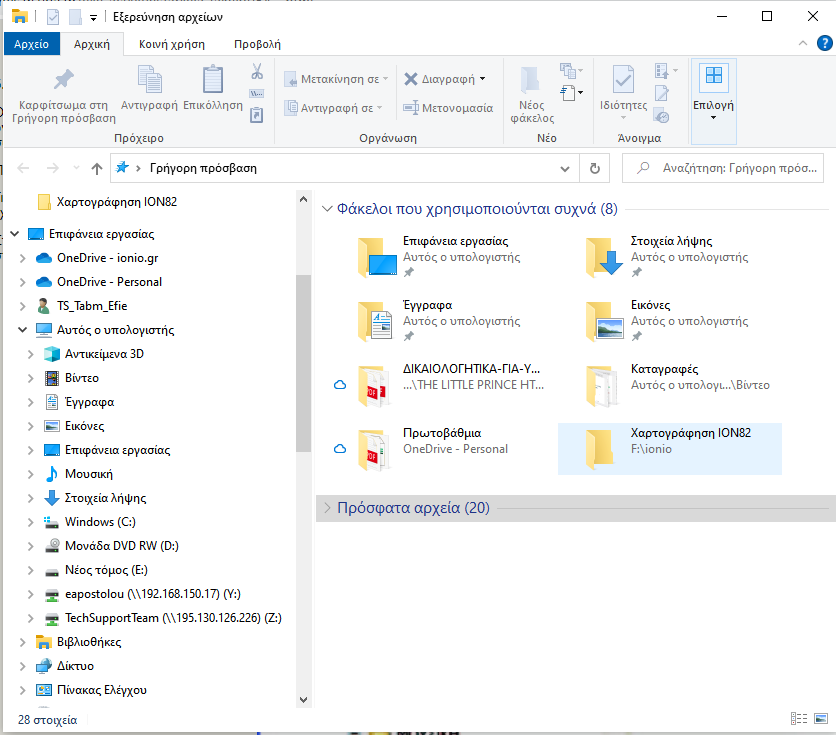 Εξερεύνηση αρχείων
Αρχείο
Αρχική
Κοινή χρήση
Προβολή
Καρφίτσωμα στη
Γρήγορη πρόσβαση
Αντιγραφή
Επικόλληση
Μετακίνηση σε
Αντιγραφή σε
Διαγραφή
Μετονομασία
Νέος
φάκελος
Ιδιότητες
Επιλογή
Πρόχειρο
Οργάνωση
Νέο
Άνοιγμα
Γρήγορη πρόσβαση
Αναζήτηση: Γρήγορη πρόσ...
Χαρτογράφηση ION82
Επιφάνεια εργασίας
OneDrive - ionio.gr
OneDrive - Personal
TS_Tabm_Efie
Αυτός ο υπολογιστής
Αντικείμενα 3D
Βίντεο
Έγγραφα
Εικόνες
Επιφάνεια εργασίας
Μουσική
Στοιχεία λήψης
Windows (C:)
Μονάδα DVD RW (D:)
Νέος τόμος (E:)
eapostolou (\\192.168.150.17) (Y:)
TechSupportTeam (\\195.130.126.226) (Z:)
Βιβλιοθήκες
Δίκτυο
Πίνακας Ελέγχου
Φάκελοι που χρησιμοποιούνται συχνά (8)
Επιφάνεια εργασίας
Αυτός ο υπολογιστής
Στοιχεία λήψης
Αυτός ο υπολογιστής
Έγγραφα
Αυτός ο υπολογιστής
Εικόνες
Αυτός ο υπολογιστής
ΔΙΚΑΙΟΛΟΓΗΤΙΚΑ-ΓΙΑ-Υ...
...\THE LITTLE PRINCE HT...
Καταγραφές
Αυτός ο υπολογι...\Βίντεο
Πρωτοβάθμια
OneDrive - Personal
Χαρτογράφηση ION82
F:\ionio
Πρόσφατα αρχεία (20)
28 στοιχεία